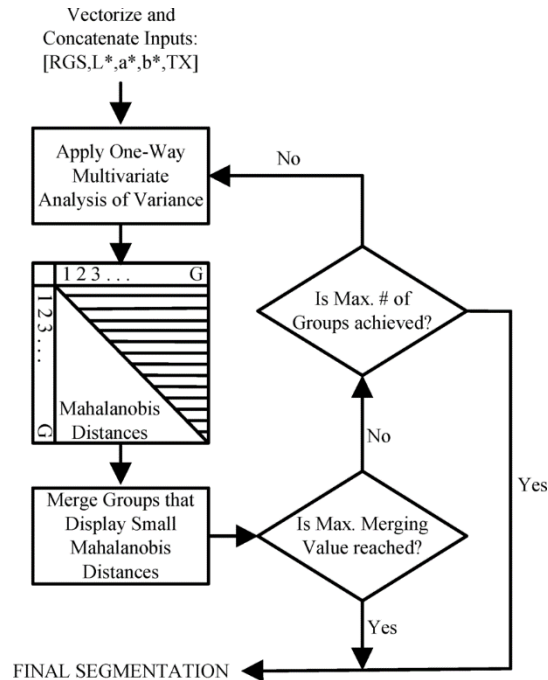 Vectorize and
Concatenate Inputs:
[RGS,L*,a*,b*,TX]
Apply One-Way
Multivariate
Analysis of Variance
No
1 2 3 . . . G
1 2 3 . . . G
Mahalanobis
Distances
Is Max. # of
Groups achieved?
No
Yes
Merge Groups that
Display Small
Mahalanobis
Distances
Is Max. Merging
Value reached?
Yes
FINAL SEGMENTATION